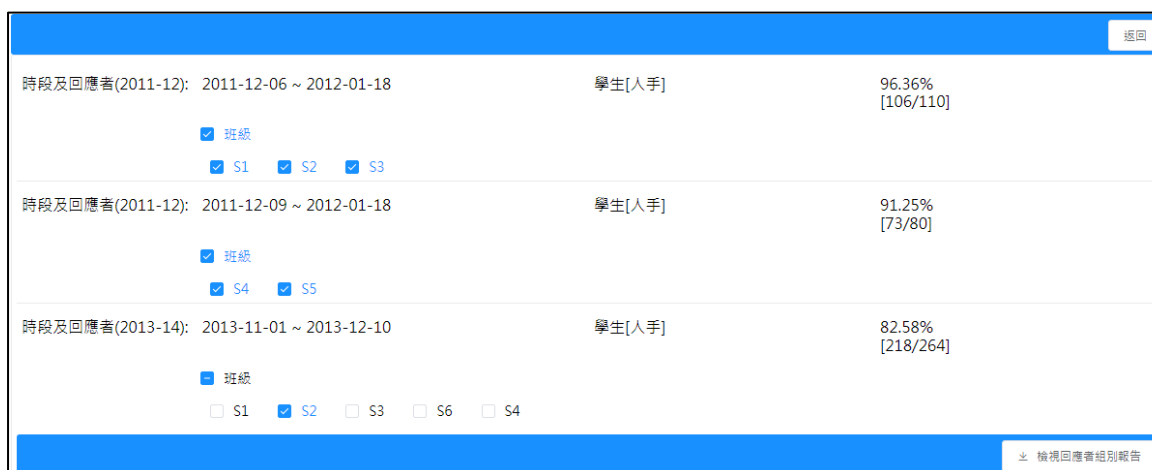 返回
時段及回應者(2011-12): 2011-12-06 ~ 2012-01-18 學生[人手] 96.36%
[106/110]
班級
S1 S2 S3
時段及回應者(2011-12): 2011-12-09 ~ 2012-01-18 學生[人手] 91.25%
[73/80]
班級
S4 S5
時段及回應者(2013-14): 2013-11-01 ~ 2013-12-10 學生[人手] 82.58%
[218/264]
班級
S1 S2 S3 S6 S4
檢視回應者組別報告